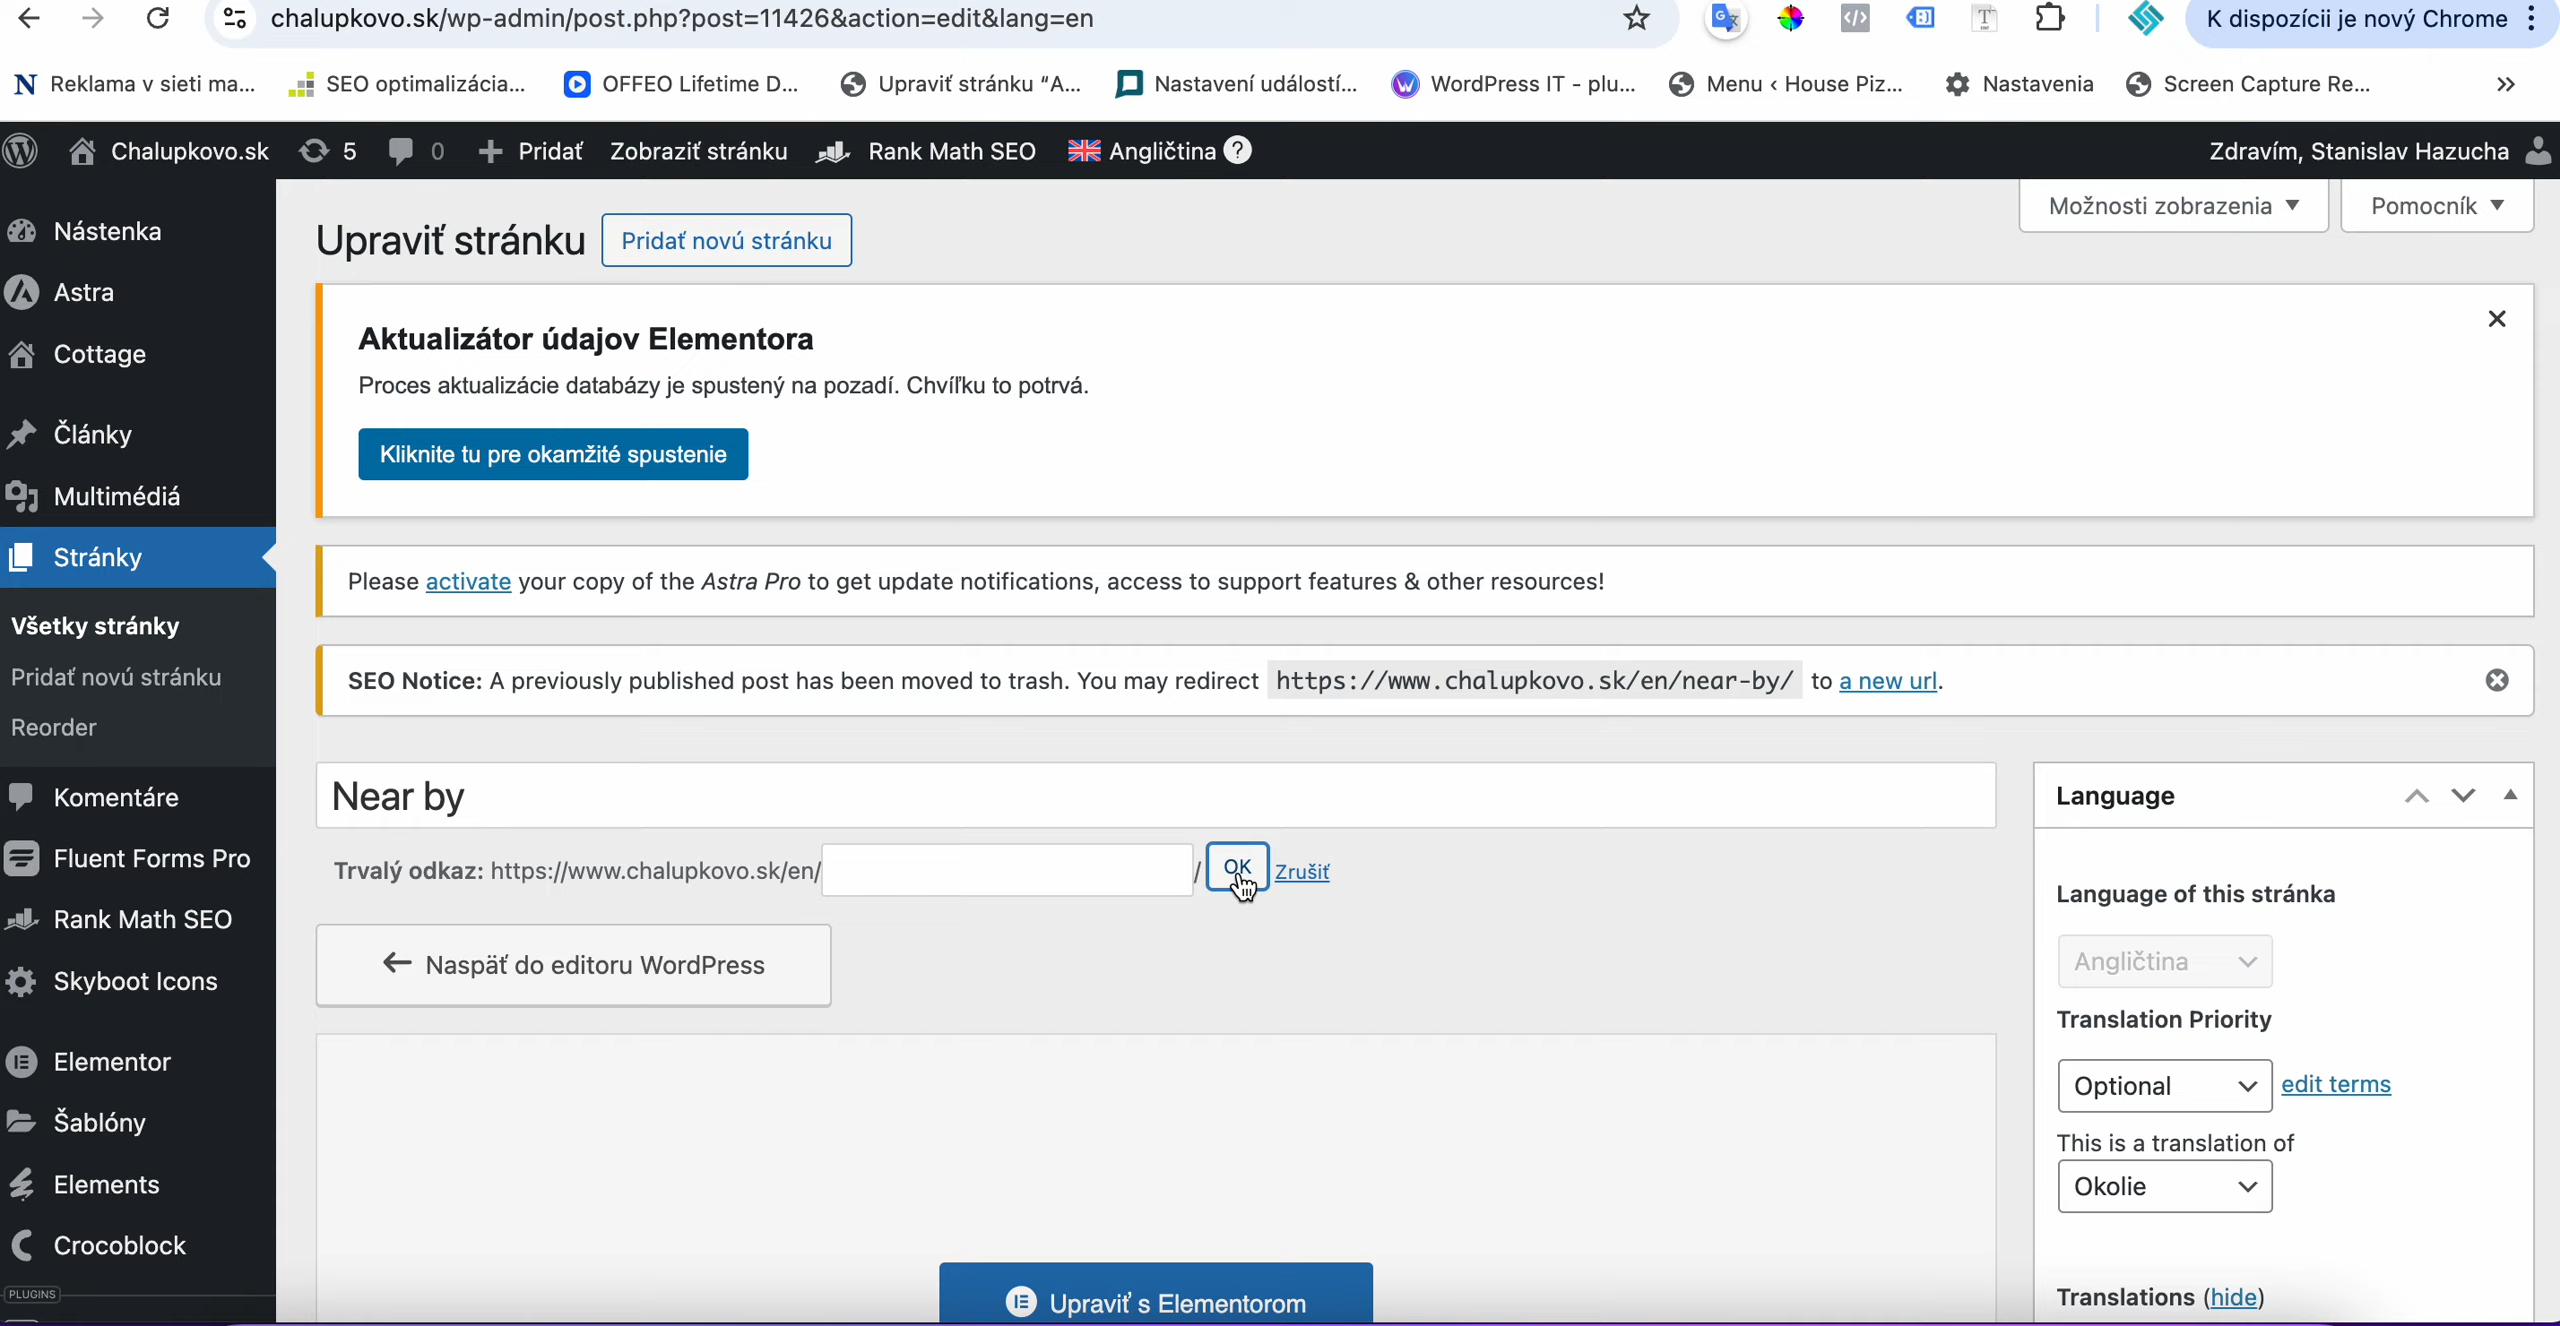 chalupkovo.sk/wp-admin/post.php?post=11426&action=edit&lang=en
K dispozícii je nový Chrome
N Reklama v sieti ma...
SEO optimalizácia...
OFFEO Lifetime D...
Upraviť stránku “A...
Nastavení událostí...
WordPress IT - plu...
Menu ‹ House Piz...
Nastavenia
Screen Capture Re...
»
Chalupkovo.sk
5
0
Pridať
Zobraziť stránku
Rank Math SEO
Angličtina ?
Zdravím, Stanislav Hazucha
Možnosti zobrazenia
Pomocník
Nástenka
Astra
Cottage
Články
Multimédiá
Stránky
Všetky stránky
Pridať novú stránku
Reorder
Komentáre
Fluent Forms Pro
Rank Math SEO
Skyboot Icons
Elementor
Šablóny
Elements
Crocoblock
PLUGINS
Upraviť stránku
Pridať novú stránku
Aktualizátor údajov Elementora
Proces aktualizácie databázy je spustený na pozadí. Chvíľku to potrvá.
Kliknite tu pre okamžité spustenie
Please activate your copy of the Astra Pro to get update notifications, access to support features & other resources!
SEO Notice: A previously published post has been moved to trash. You may redirect https://www.chalupkovo.sk/en/near-by/ to a new url.
Near by
Trvalý odkaz: https://www.chalupkovo.sk/en/ / OK Zrušiť
← Naspäť do editoru WordPress
Upraviť s Elementorom
Language
Language of this stránka
Angličtina
Translation Priority
Optional edit terms
This is a translation of
Okolie
Translations (hide)